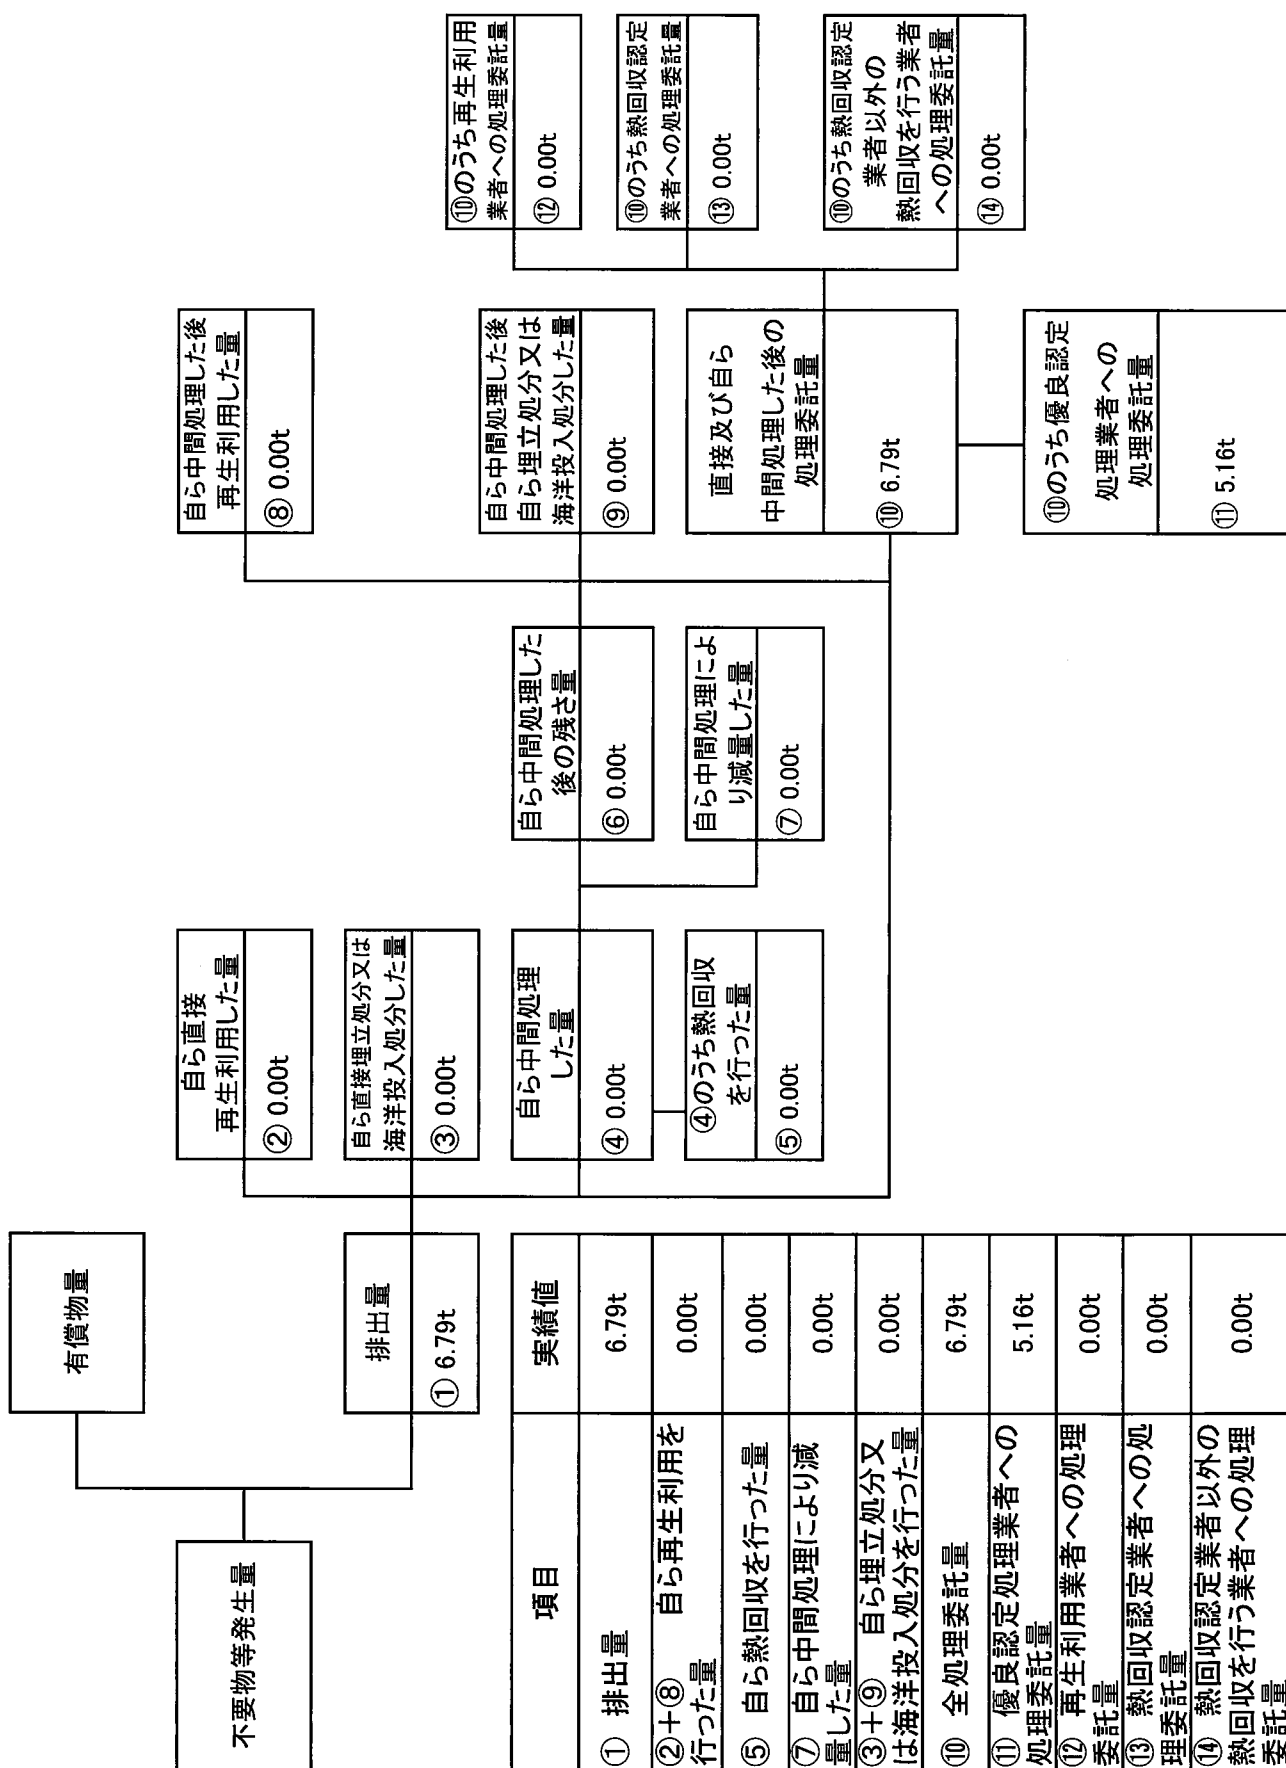 不要物等発生量
有償物量
排出量
① 6.79t
自ら直接
再生利用した量
② 0.00t
自ら直接埋立処分又は
海洋投入処分した量
③ 0.00t
自ら中間処理
した量
④ 0.00t
④のうち熱回収
を行った量
⑤ 0.00t
自ら中間処理した
後の残さ量
⑥ 0.00t
自ら中間処理によ
り減量した量
⑦ 0.00t
自ら中間処理した後
再生利用した量
⑧ 0.00t
自ら中間処理した後
自ら埋立処分又は
海洋投入処分した量
⑨ 0.00t
直接及び自ら
中間処理した後の
処理委託量
⑩ 6.79t
⑩のうち優良認定
処理業者への
処理委託量
⑪ 5.16t
⑩のうち再生利用
業者への処理委託量
⑫ 0.00t
⑩のうち熱回収認定
業者への処理委託量
⑬ 0.00t
⑩のうち熱回収認定
業者以外の
熱回収を行う業者
への処理委託量
⑭ 0.00t
項目 実績値
① 排出量 6.79t
②+⑧ 自ら再生利用を
行った量 0.00t
⑤ 自ら熱回収を行った量 0.00t
⑦ 自ら中間処理により減
量した量 0.00t
③+⑨ 自ら埋立処分又
は海洋投入処分を行った量 0.00t
⑩ 全処理委託量 6.79t
⑪ 優良認定処理業者への
処理委託量 5.16t
⑫ 再生利用業者への処理
委託量 0.00t
⑬ 熱回収認定業者への処
理委託量 0.00t
⑭ 熱回収認定業者以外の
熱回収を行う業者への処理
委託量 0.00t